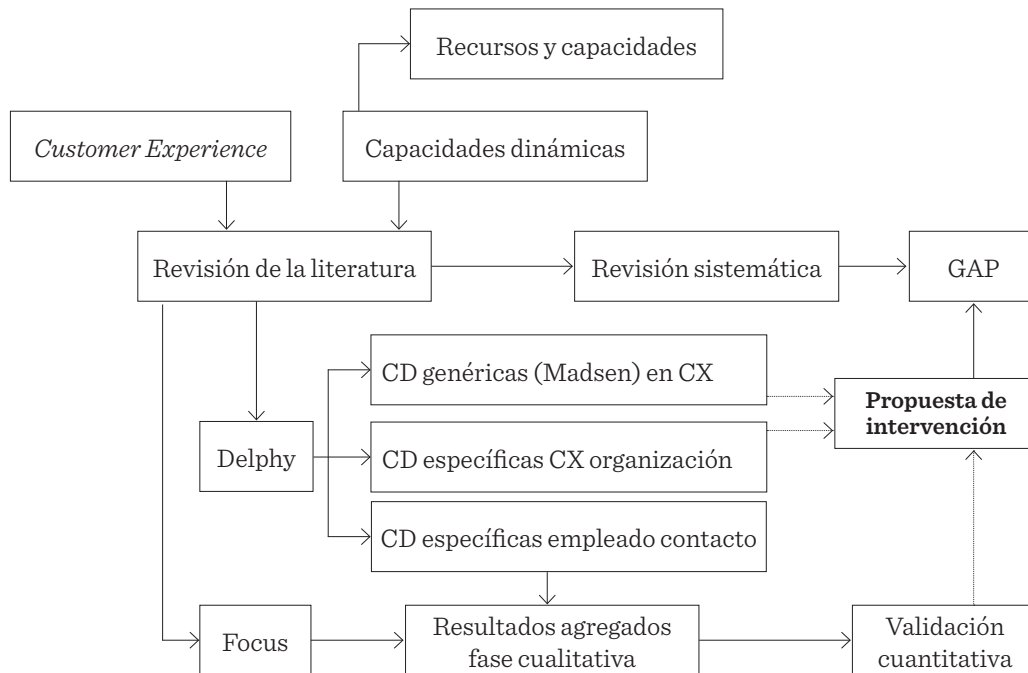 Recursos y capacidades
Customer Experience
Capacidades dinámicas
Revisión de la literatura
Revisión sistemática
GAP
CD genéricas (Madsen) en CX
Propuesta de
intervención
Delphy
CD específicas CX organización
CD específicas empleado contacto
Focus
Resultados agregados
fase cualitativa
Validación
cuantitativa